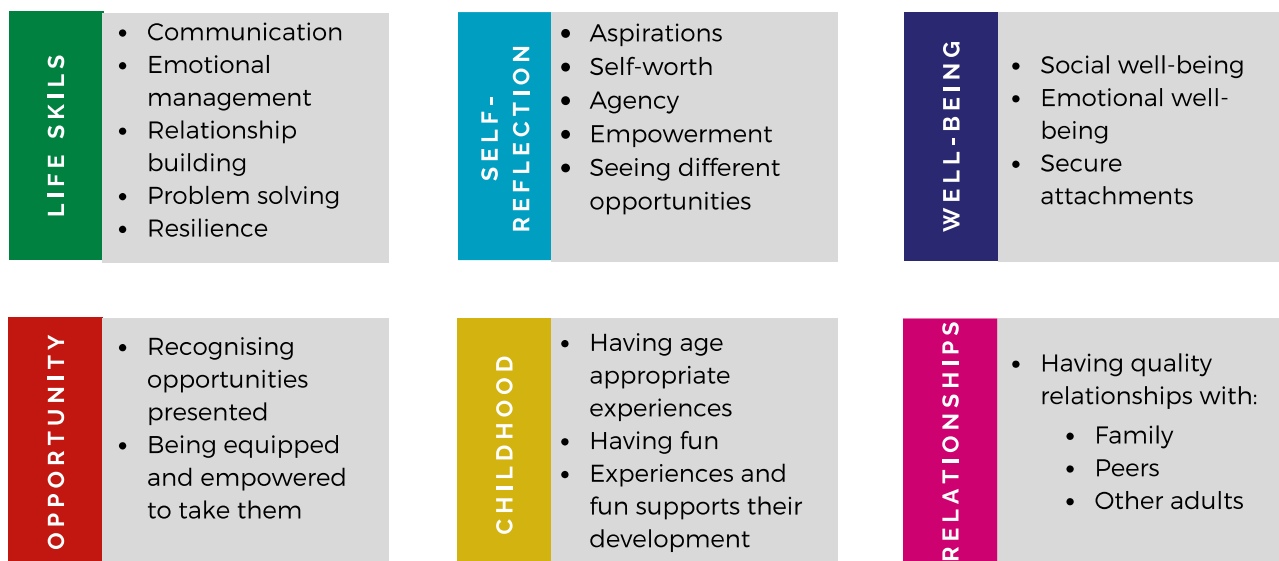 LIFE SKILS
• Communication
• Emotional
management
• Relationship
building
• Problem solving
• Resilience
SELF-
REFLECTION
• Aspirations
• Self-worth
• Agency
• Empowerment
• Seeing different
opportunities
WELL-BEING
• Social well-being
• Emotional well-
being
• Secure
attachments
OPPORTUNITY
• Recognising
opportunities
presented
• Being equipped
and empowered
to take them
CHILDHOOD
• Having age
appropriate
experiences
• Having fun
• Experiences and
fun supports their
development
RELATIONSHIPS
• Having quality
relationships with:
• Family
• Peers
• Other adults